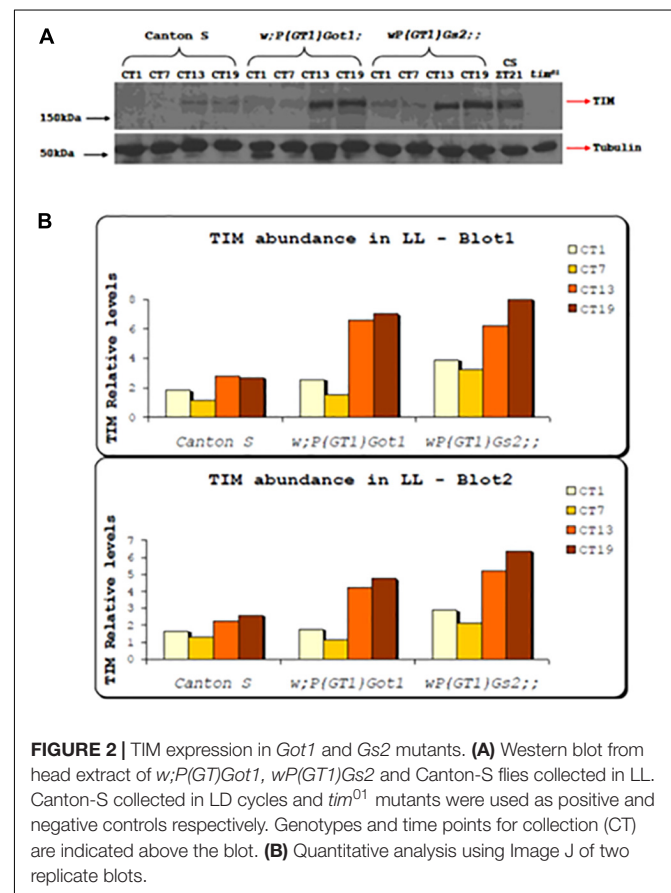 A
Canton S w;P{GT1}Got1; wP{GT1}Gs2;;
CT1 CT7 CT13 CT19 CT1 CT7 CT13 CT19 CT1 CT7 CT13 CT19 CS ZT21 tim01
TIM
150kDa
50kDa
Tubulin
B
TIM abundance in LL - Blot1
CT1
CT7
CT13
CT19
TIM Relative levels
8
6
4
2
0
Canton S w;P{GT1}Got1 wP{GT1}Gs2;;
TIM abundance in LL - Blot2
CT1
CT7
CT13
CT19
TIM Relative levels
7
6
5
4
3
2
1
0
Canton S w;P{GT1}Got1 wP{GT1}Gs2;;
FIGURE 2 | TIM expression in Got1 and Gs2 mutants. (A) Western blot from
head extract of w;P(GT)Got1, wP(GT1)Gs2 and Canton-S flies collected in LL.
Canton-S collected in LD cycles and tim01 mutants were used as positive and
negative controls respectively. Genotypes and time points for collection (CT)
are indicated above the blot. (B) Quantitative analysis using Image J of two
replicate blots.